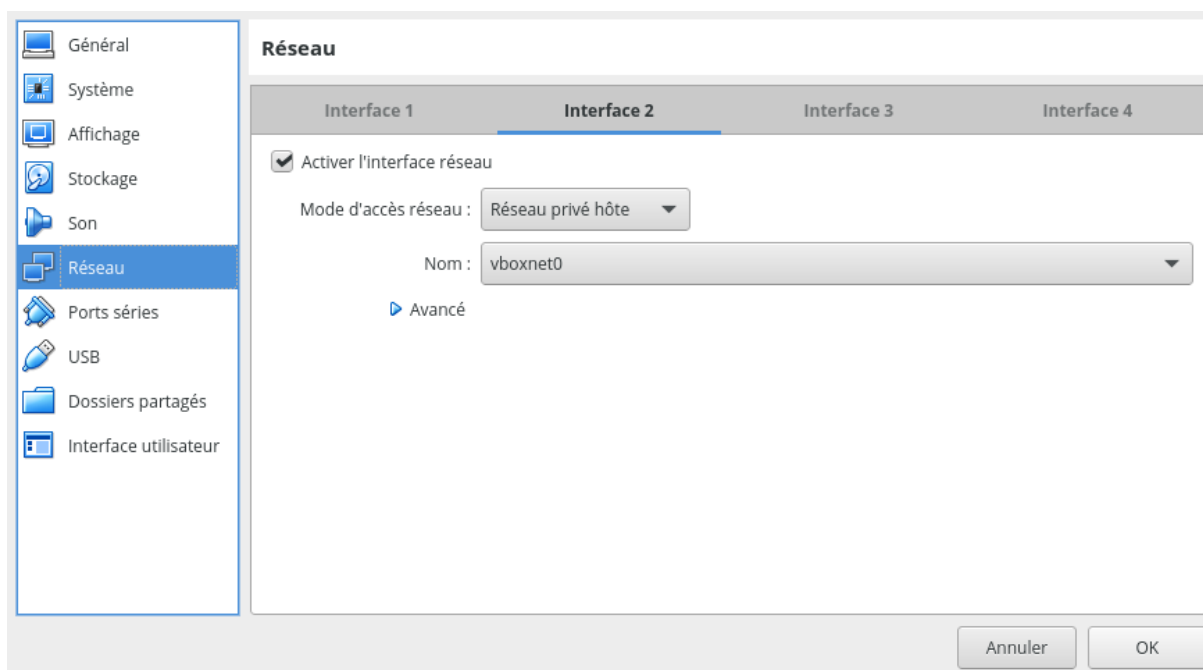 Général
Système
Affichage
Stockage
Son
Réseau
Ports séries
USB
Dossiers partagés
Interface utilisateur
Réseau
Interface 1 Interface 2 Interface 3 Interface 4
Activer l'interface réseau
Mode d'accès réseau : Réseau privé hôte
Nom : vboxnet0
Avancé
Annuler OK